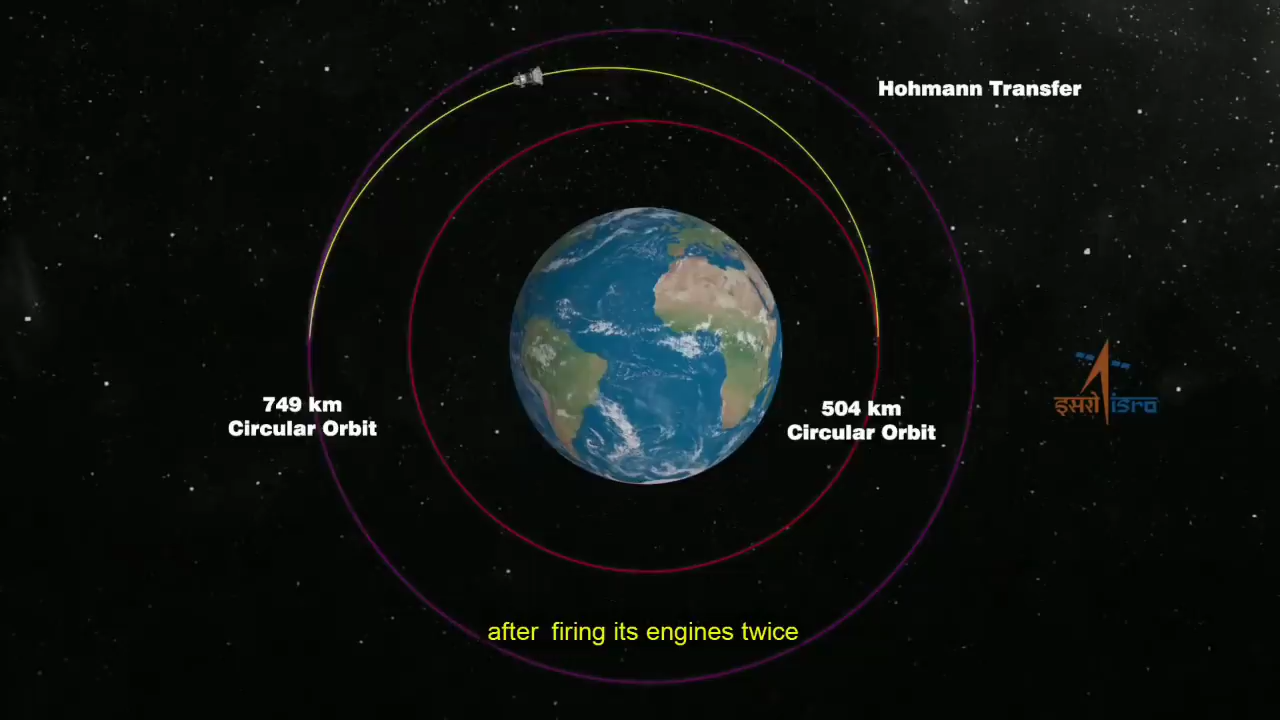 Hohmann Transfer
749 km
Circular Orbit
504 km
Circular Orbit
इसरो isro
after firing its engines twice